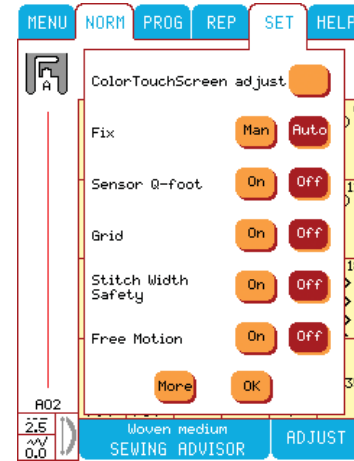 MENU NORM PROG REP SET HELP
A
ColorTouchScreen adjust
Fix Man Auto
Sensor Q-foot On Off
Grid On Off
Stitch Width
Safety On Off
Free Motion On Off
More OK
A02
2.5
0.0
Woven medium
SEWING ADVISOR
ADJUST